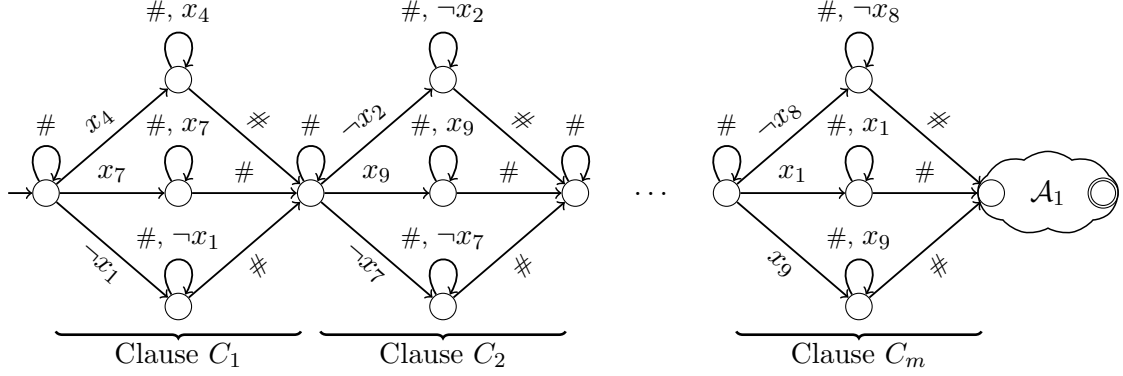 #, x₄ #, ¬x₂ #, ¬x₈
x₄ # ¬x₂ # ¬x₈ #
# #, x₇ # #, x₉ # # #, x₁
x₇ # x₉ # … x₁ # 𝒜₁
#, ¬x₁ #, ¬x₇ #, x₉
¬x₁ # ¬x₇ # x₉ #
Clause C₁ Clause C₂ Clause Cₘ